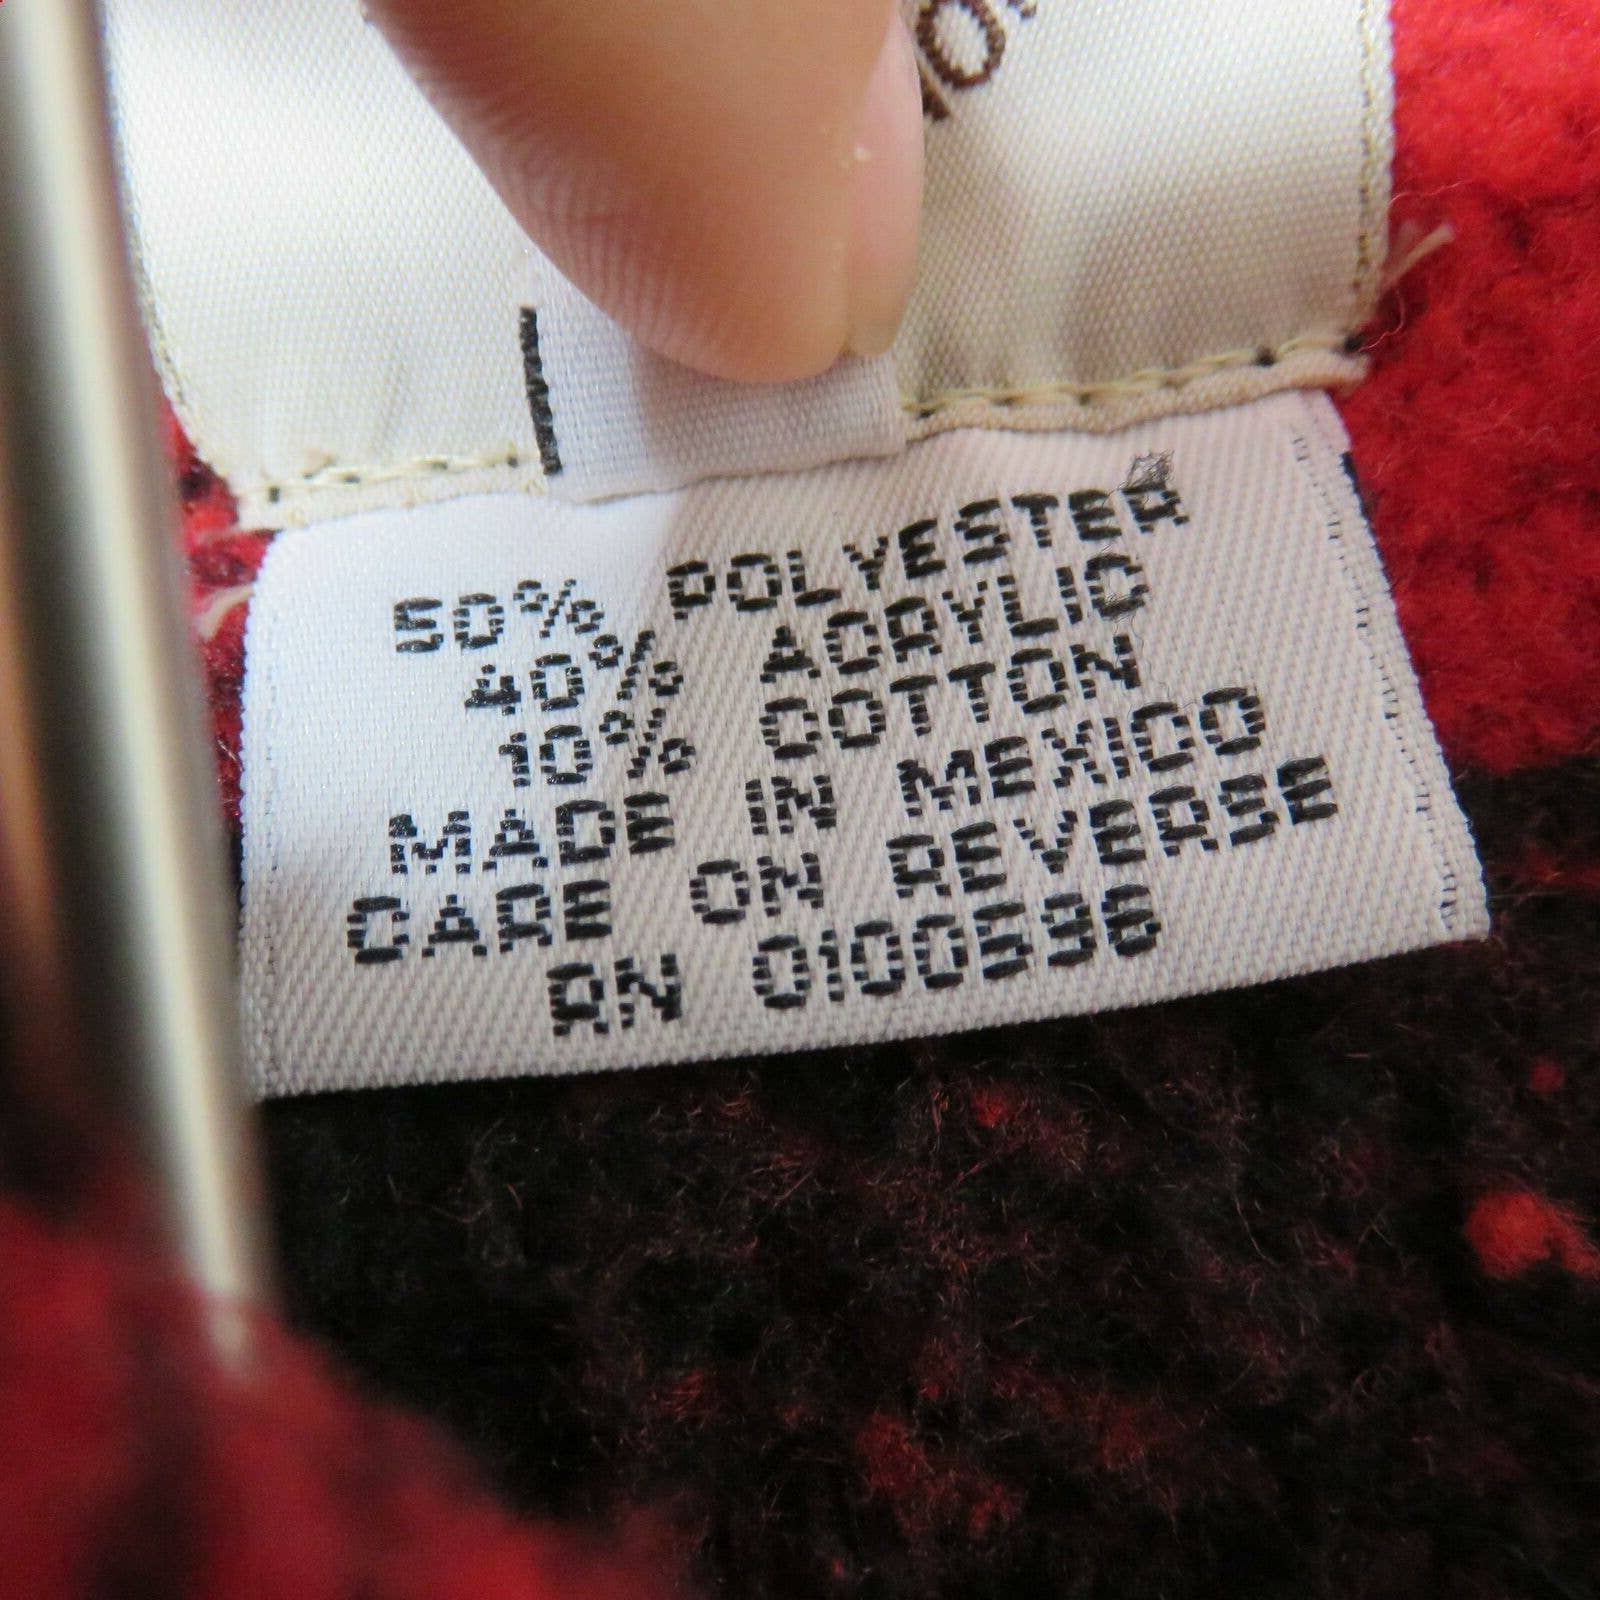 50% POLYESTER
40% ACRYLIC
10% COTTON
MADE IN MEXICO
CARE ON REVERSE
RN 0100596